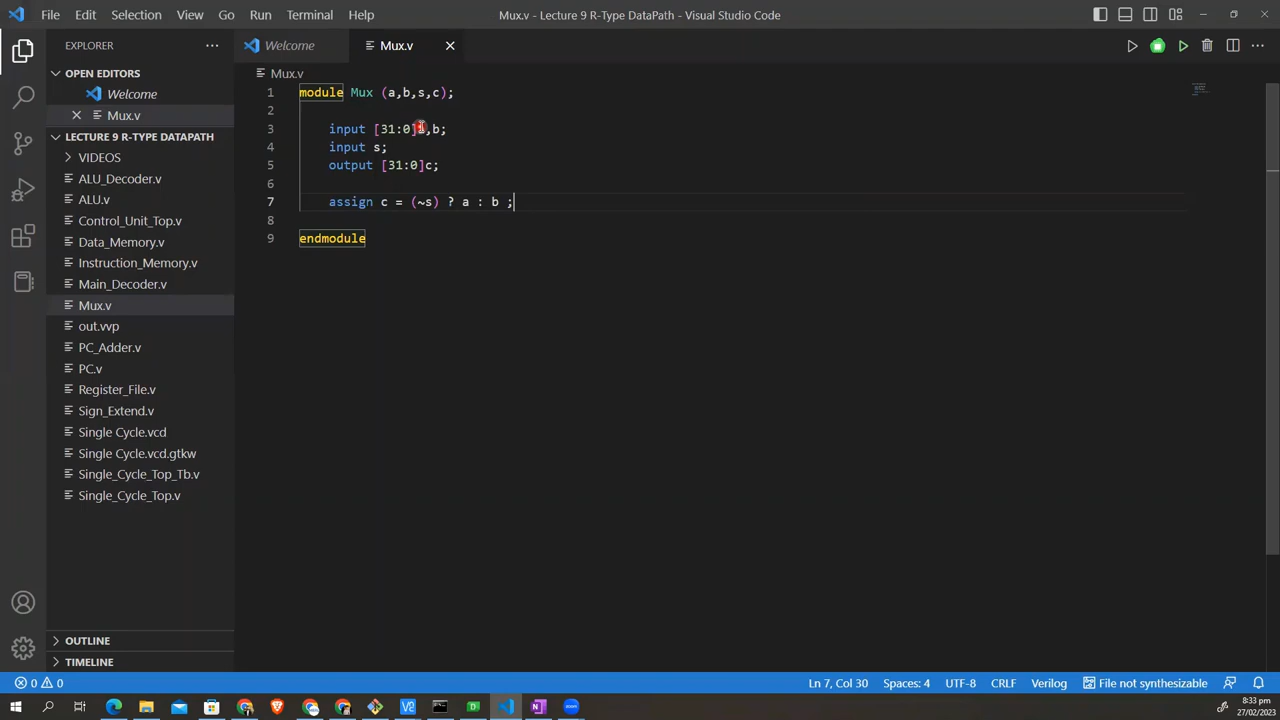 File Edit Selection View Go Run Terminal Help
Mux.v - Lecture 9 R-Type DataPath - Visual Studio Code
EXPLORER
OPEN EDITORS
Welcome
Mux.v
LECTURE 9 R-TYPE DATAPATH
VIDEOS
ALU_Decoder.v
ALU.v
Control_Unit_Top.v
Data_Memory.v
Instruction_Memory.v
Main_Decoder.v
Mux.v
out.vvp
PC_Adder.v
PC.v
Register_File.v
Sign_Extend.v
Single Cycle.vcd
Single Cycle.vcd.gtkw
Single_Cycle_Top_Tb.v
Single_Cycle_Top.v
OUTLINE
TIMELINE
Welcome
Mux.v
Mux.v
1 module Mux (a,b,s,c);
2
3 input [31:0]a,b;
4 input s;
5 output [31:0]c;
6
7 assign c = (~s) ? a : b ;
8
9 endmodule
0 0
Ln 7, Col 30 Spaces: 4 UTF-8 CRLF Verilog File not synthesizable
8:33 pm
27/02/2023